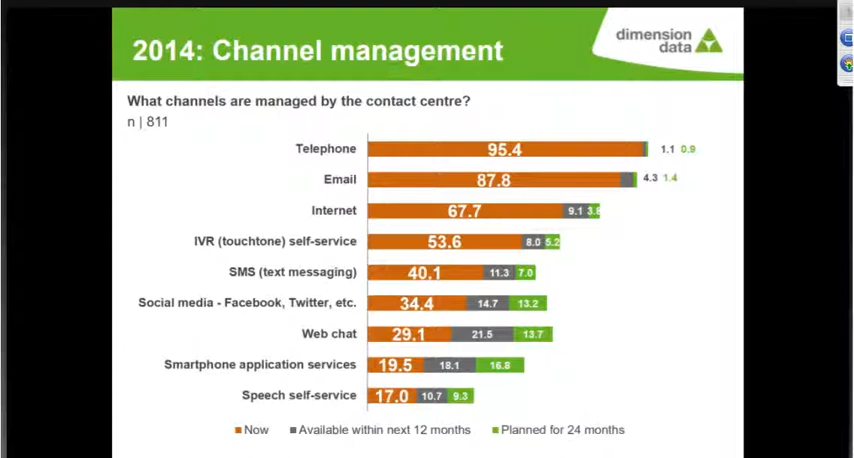 2014: Channel management
dimension
data
What channels are managed by the contact centre?
n | 811
Telephone 95.4 1.1 0.9
Email 87.8 4.3 1.4
Internet 67.7 9.1 3.8
IVR (touchtone) self-service 53.6 8.0 5.2
SMS (text messaging) 40.1 11.3 7.0
Social media - Facebook, Twitter, etc. 34.4 14.7 13.2
Web chat 29.1 21.5 13.7
Smartphone application services 19.5 18.1 16.8
Speech self-service 17.0 10.7 9.3
Now Available within next 12 months Planned for 24 months